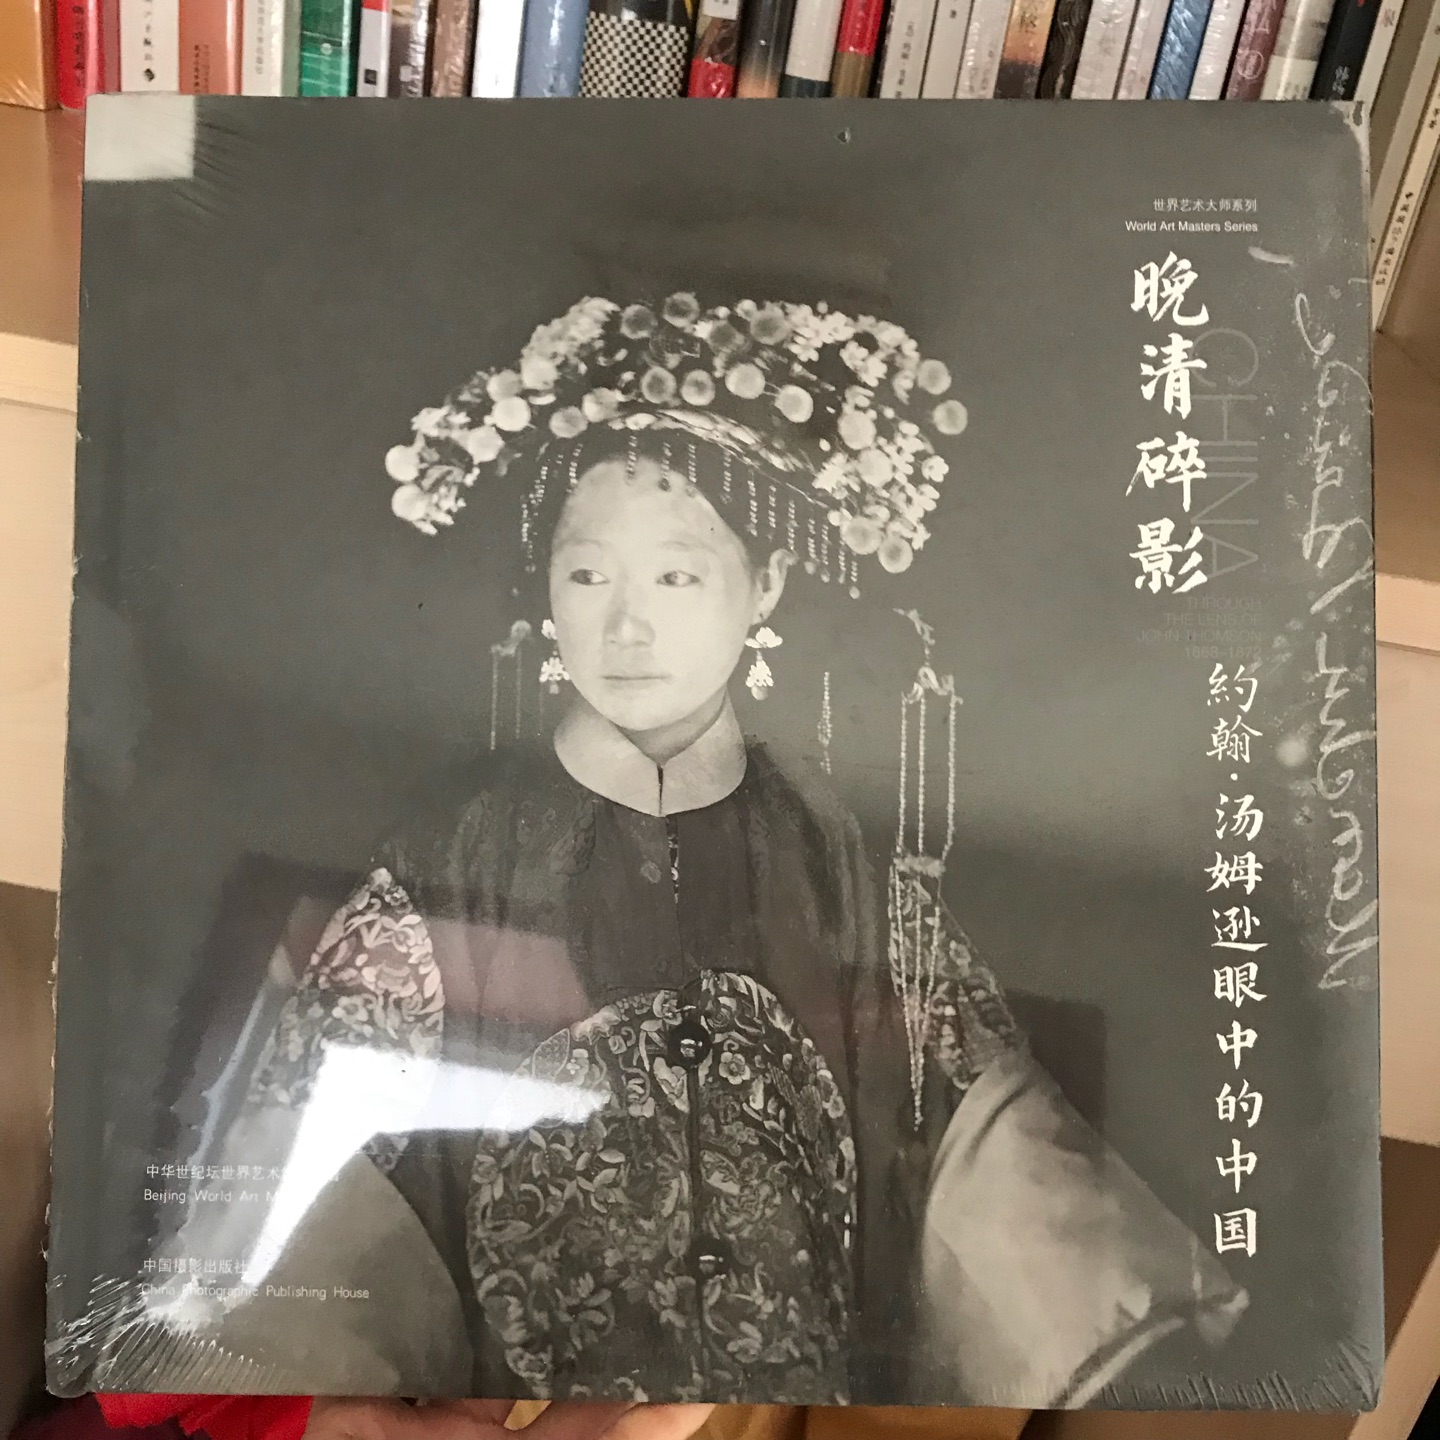 世界艺术大师系列
World Art Masters Series
晚清碎影
CHINA
THROUGH
THE LENS OF
JOHN THOMSON
1868-1872
約翰·汤姆逊眼中的中国
中华世纪坛世界艺术
Beijing World Art
中国摄影出版社
China Photographic Publishing House